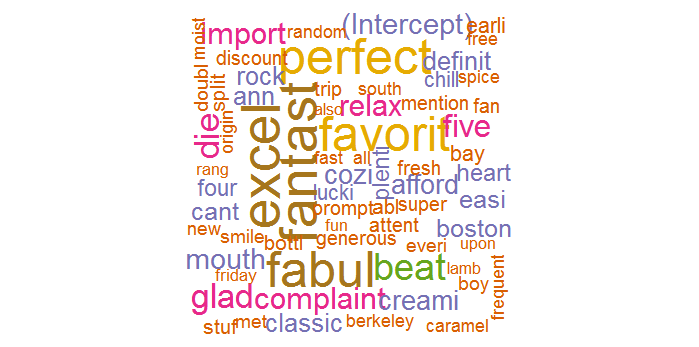 (Intercept)
earli
import
random
free
moist
perfect
discount
definit
rock
chill
spice
doubl
split
ann
trip
south
relax
mention
fan
also
origin
die
excel
fantast
favorit
five
fast
all
plenti
fresh
bay
heart
rang
four
cozi
lucki
afford
easi
cant
prompt
abl
super
new
smile
bottl
fun
attent
boston
generous
everi
upon
mouth
friday
fabul
beat
lamb
boy
frequent
glad
complaint
creami
stuf
met
classic
berkeley
caramel